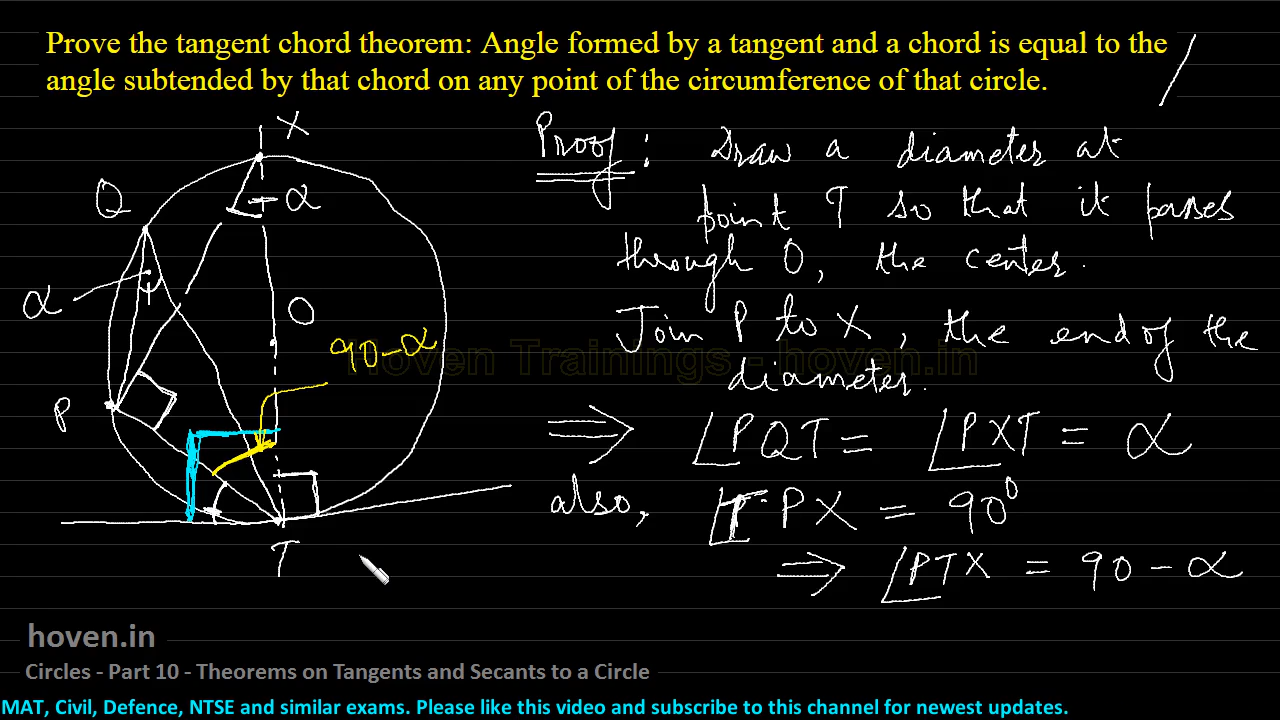 Prove the tangent chord theorem: Angle formed by a tangent and a chord is equal to the
angle subtended by that chord on any point of the circumference of that circle.
X
Q
α
α
O
90-α
P
T
Proof : Draw a diameter at
point T so that it passes
through O, the center.
Join P to X, the end of the
diameter.
Hoven Trainings - hoven.in
⇒ ∠PQT = ∠PXT = α
also, ∠TPX = 90⁰
⇒ ∠PTX = 90 - α
hoven.in
Circles - Part 10 - Theorems on Tangents and Secants to a Circle
MAT, Civil, Defence, NTSE and similar exams. Please like this video and subscribe to this channel for newest updates.